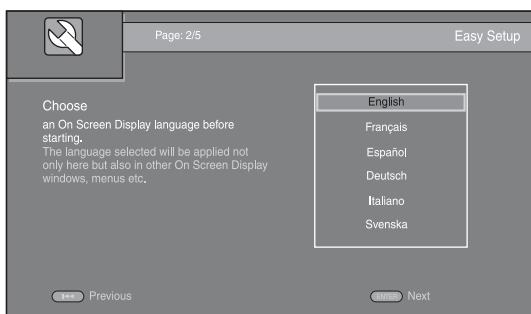 Page: 2/5
Easy Setup
Choose
an On Screen Display language before
starting.
The language selected will be applied not
only here but also in other On Screen Display
windows, menus etc.
English
Français
Español
Deutsch
Italiano
Svenska
Previous
ENTER Next